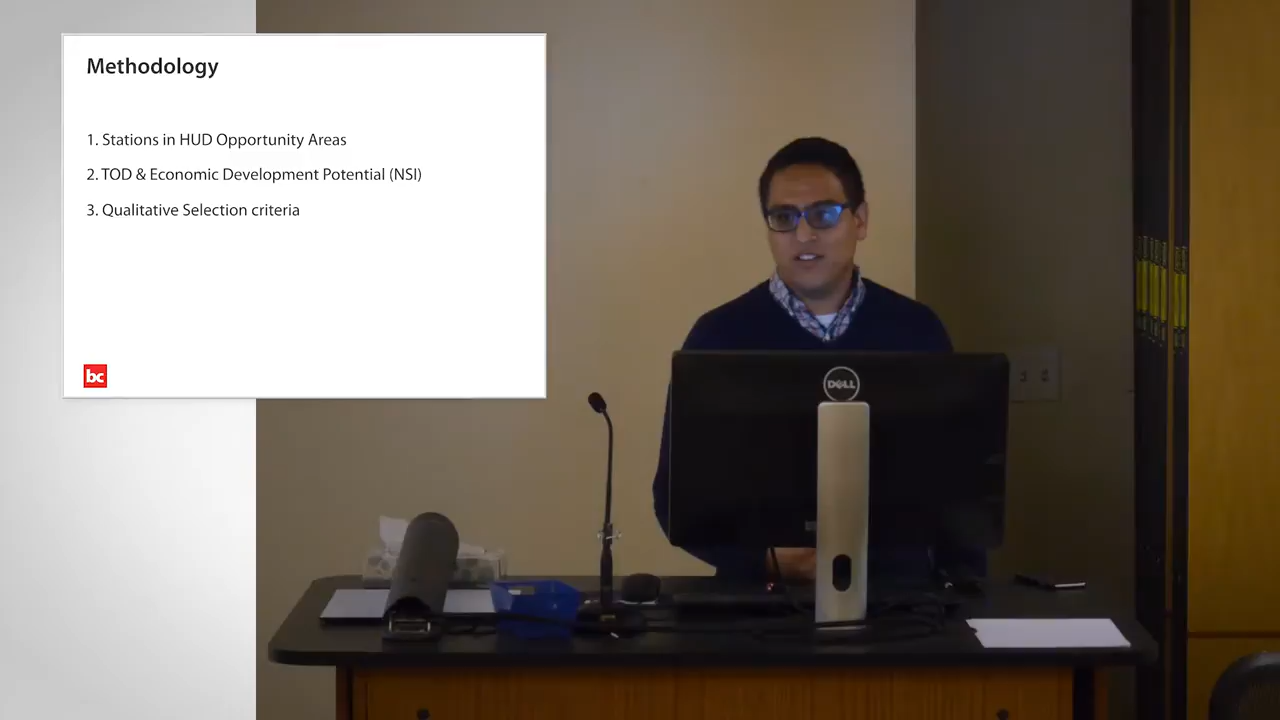 Methodology
1. Stations in HUD Opportunity Areas
2. TOD & Economic Development Potential (NSI)
3. Qualitative Selection criteria
bc
DELL